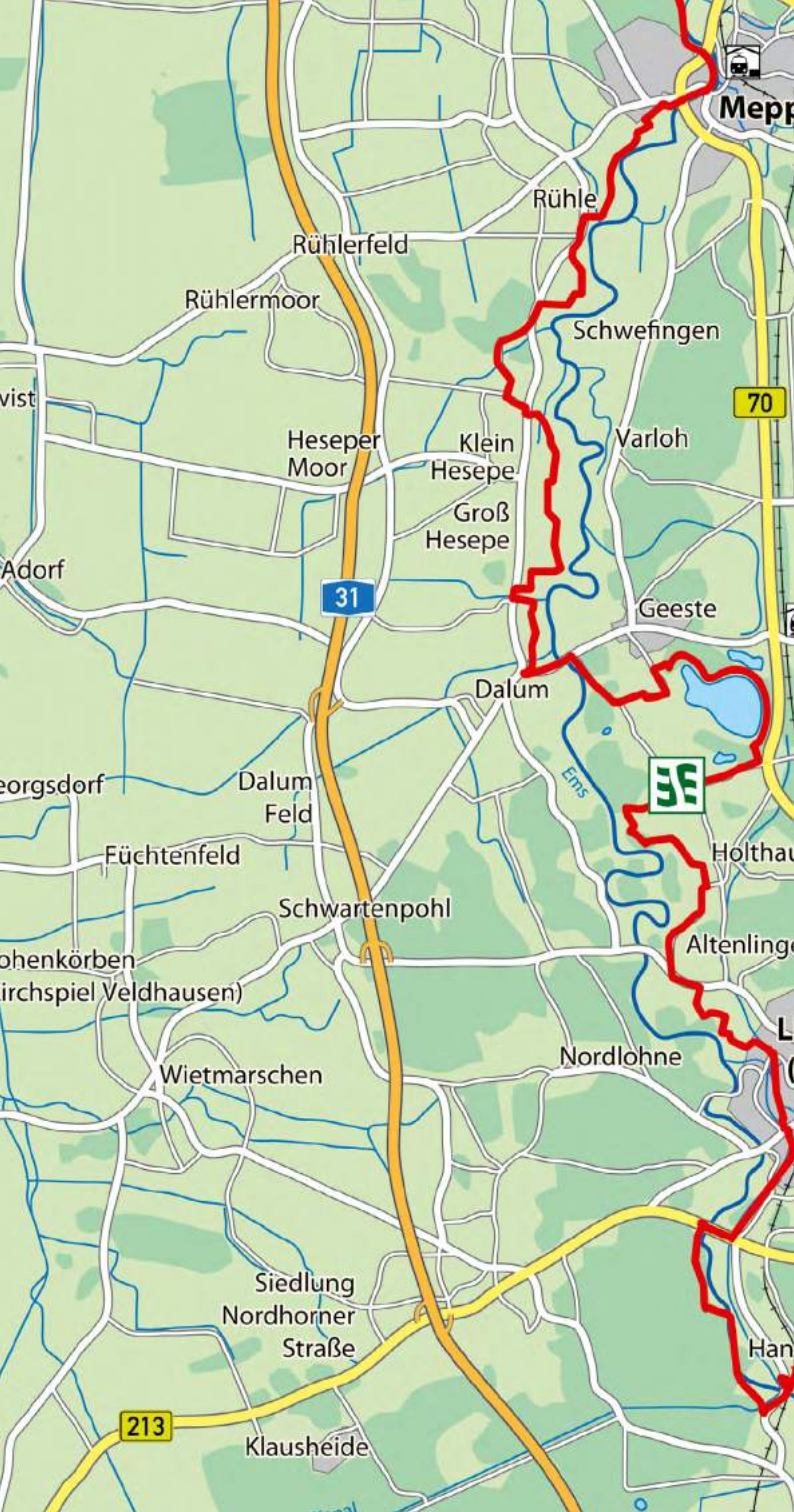 Mepp
Rühle
Rühlerfeld
Rühlermoor
Schwefingen
vist
70
Heseper
Moor
Klein
Hesepe
Varloh
Groß
Hesepe
Adorf
31
Geeste
Dalum
eorgsdorf
Dalum
Feld
Ems
Füchtenfeld
Holthau
Schwartenpohl
ohenkörben
irchspiel Veldhausen)
Altenlinge
L
(
Nordlohne
Wietmarschen
Siedlung
Nordhorner
Straße
Han
213
Klausheide